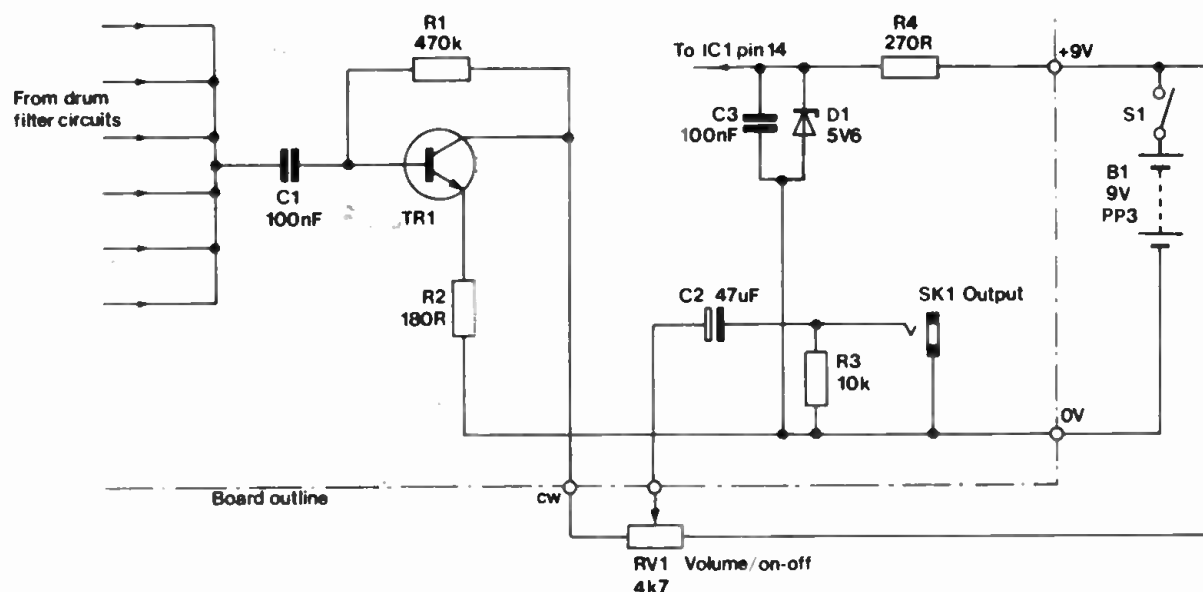 R1
470k
From drum
filter circuits
C1
100nF
TR1
R2
180R
To IC1 pin 14
R4
270R
+9V
C3
100nF
D1
5V6
S1
B1
9V
PP3
C2 47uF
SK1 Output
R3
10k
0V
Board outline
cw
RV1
4k7
Volume/on-off